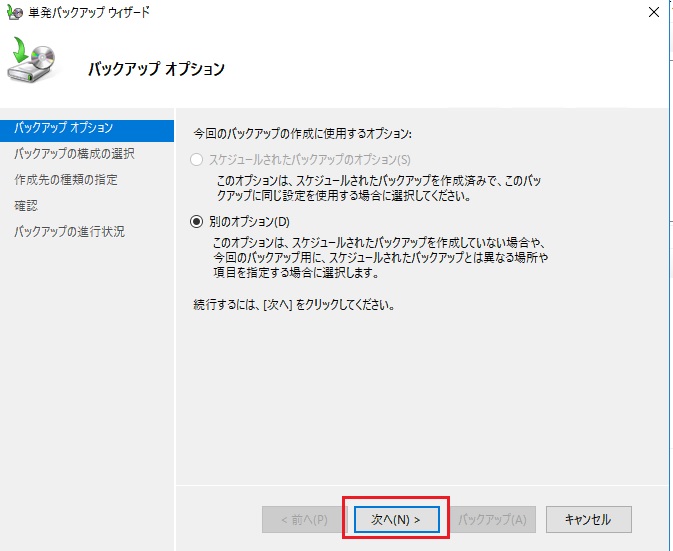 単発バックアップ ウィザード
バックアップ オプション
バックアップ オプション
バックアップの構成の選択
作成先の種類の指定
確認
バックアップの進行状況
今回のバックアップの作成に使用するオプション:
スケジュールされたバックアップのオプション(S)
このオプションは、スケジュールされたバックアップを作成済みで、このバッ
クアップに同じ設定を使用する場合に選択してください。
別のオプション(D)
このオプションは、スケジュールされたバックアップを作成していない場合や、
今回のバックアップ用に、スケジュールされたバックアップとは異なる場所や
項目を指定する場合に選択します。
続行するには、[次へ] をクリックしてください。
< 前へ(P)
次へ(N) >
バックアップ(A)
キャンセル